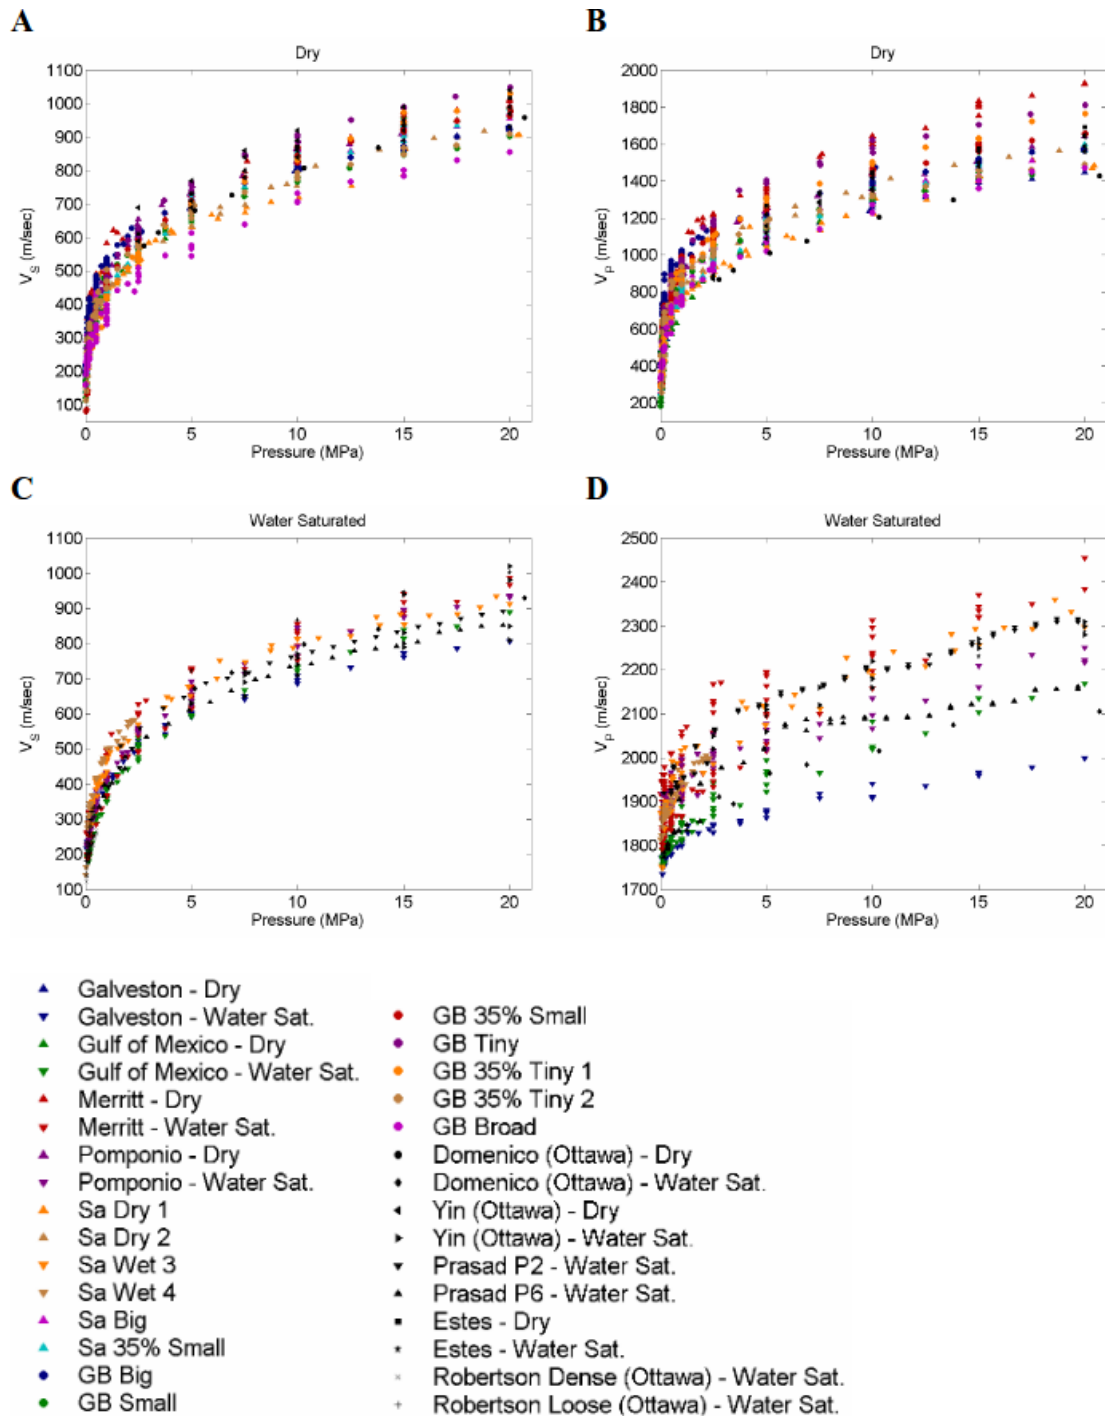 A
B
Dry
Dry
1100
1000
900
800
700
600
500
400
300
200
100
V_S (m/sec)
0 5 10 15 20
Pressure (MPa)
2000
1800
1600
1400
1200
1000
800
600
400
200
V_P (m/sec)
0 5 10 15 20
Pressure (MPa)
C
D
Water Saturated
Water Saturated
1100
1000
900
800
700
600
500
400
300
200
100
V_S (m/sec)
0 5 10 15 20
Pressure (MPa)
2500
2400
2300
2200
2100
2000
1900
1800
1700
V_P (m/sec)
0 5 10 15 20
Pressure (MPa)
Galveston - Dry
Galveston - Water Sat.
Gulf of Mexico - Dry
Gulf of Mexico - Water Sat.
Merritt - Dry
Merritt - Water Sat.
Pomponio - Dry
Pomponio - Water Sat.
Sa Dry 1
Sa Dry 2
Sa Wet 3
Sa Wet 4
Sa Big
Sa 35% Small
GB Big
GB Small
GB 35% Small
GB Tiny
GB 35% Tiny 1
GB 35% Tiny 2
GB Broad
Domenico (Ottawa) - Dry
Domenico (Ottawa) - Water Sat.
Yin (Ottawa) - Dry
Yin (Ottawa) - Water Sat.
Prasad P2 - Water Sat.
Prasad P6 - Water Sat.
Estes - Dry
Estes - Water Sat.
Robertson Dense (Ottawa) - Water Sat.
Robertson Loose (Ottawa) - Water Sat.